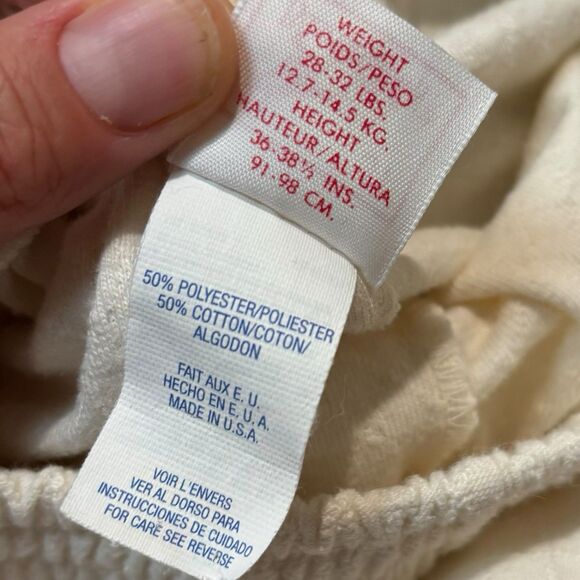 WEIGHT
POIDS/PESO
28-32 LBS.
12.7-14.5 KG.
HEIGHT
HAUTEUR/ALTURA
36-38½ INS.
91-98 CM.
50% POLYESTER/POLIESTER
50% COTTON/COTON/
ALGODON
FAIT AUX E. U.
HECHO EN E. U. A.
MADE IN U.S.A.
VOIR L'ENVERS
VER AL DORSO PARA
INSTRUCCIONES DE CUIDADO
FOR CARE SEE REVERSE